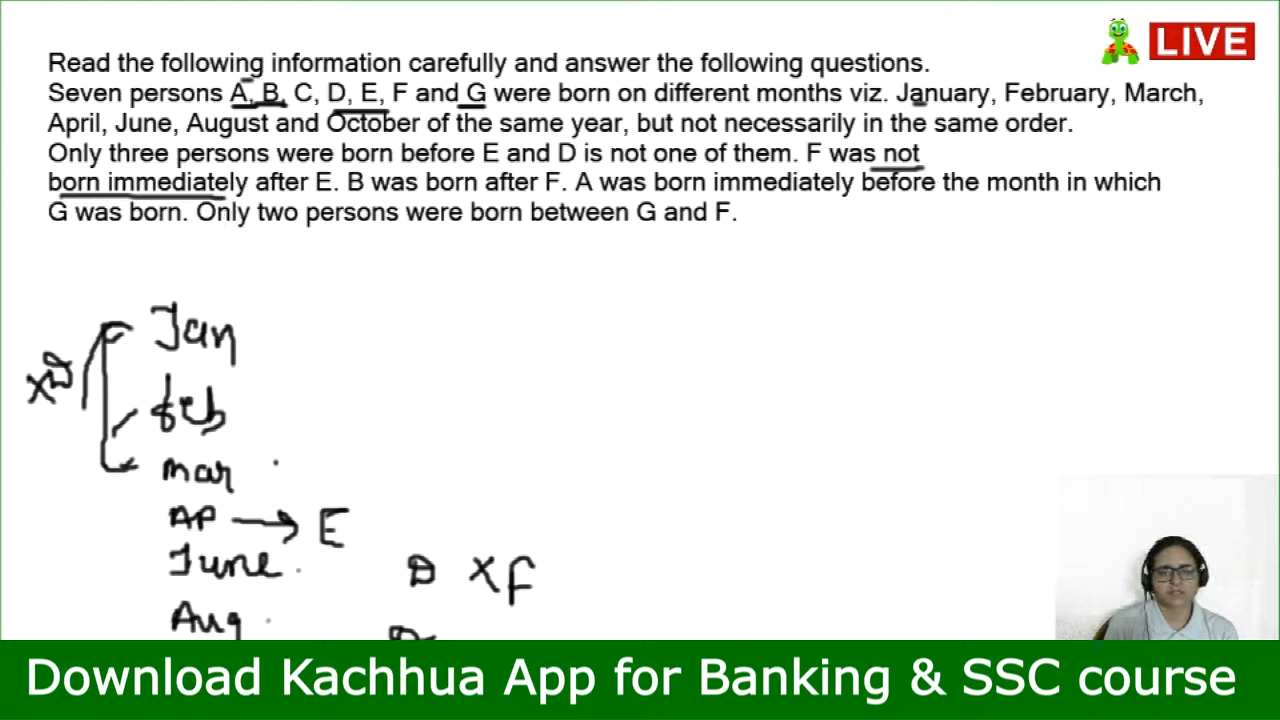 LIVE
Read the following information carefully and answer the following questions.
Seven persons A, B, C, D, E, F and G were born on different months viz. January, February, March,
April, June, August and October of the same year, but not necessarily in the same order.
Only three persons were born before E and D is not one of them. F was not
born immediately after E. B was born after F. A was born immediately before the month in which
G was born. Only two persons were born between G and F.
Jan
feb
xD
mar
AP → E
June D x F
Aug
Download Kachhua App for Banking & SSC course